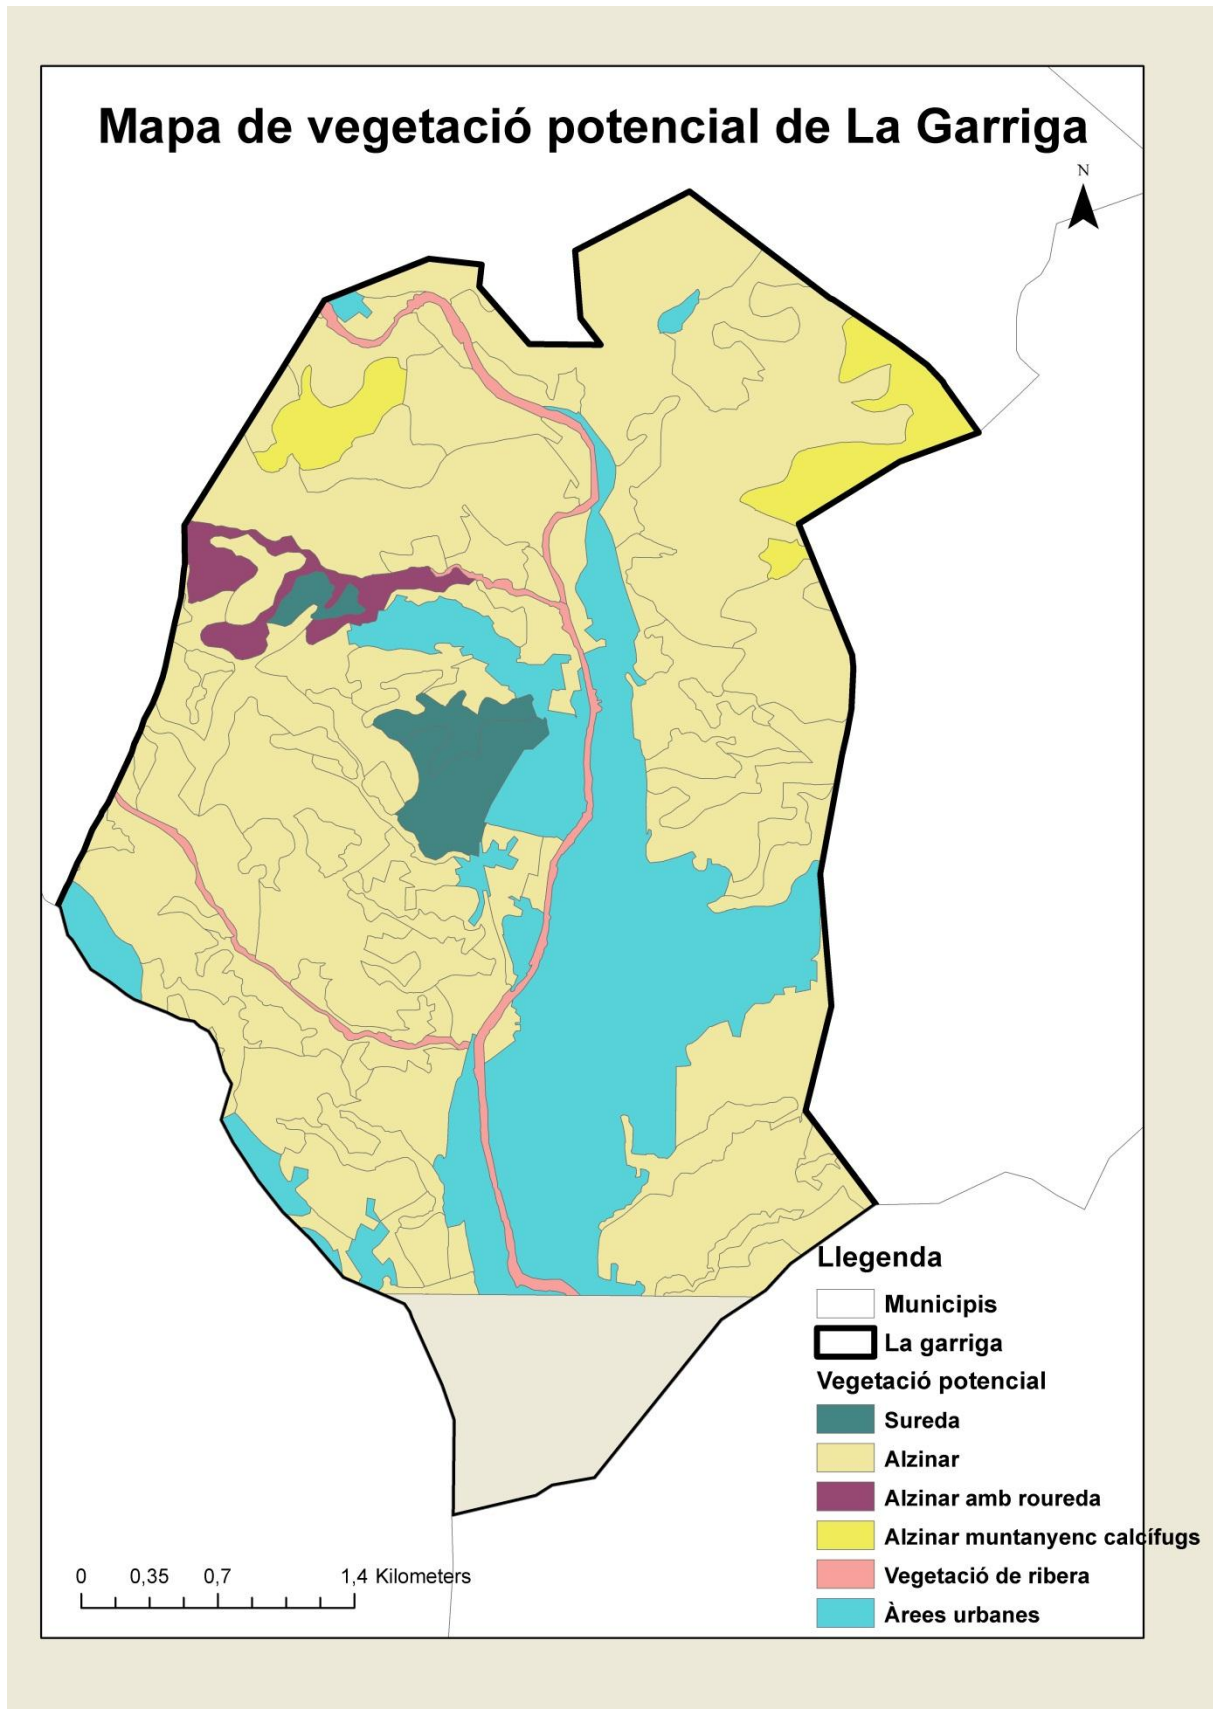 Mapa de vegetació potencial de La Garriga
N
Llegenda
Municipis
La garriga
Vegetació potencial
Sureda
Alzinar
Alzinar amb roureda
Alzinar muntanyenc calcífugs
Vegetació de ribera
Àrees urbanes
0 0,35 0,7 1,4 Kilometers